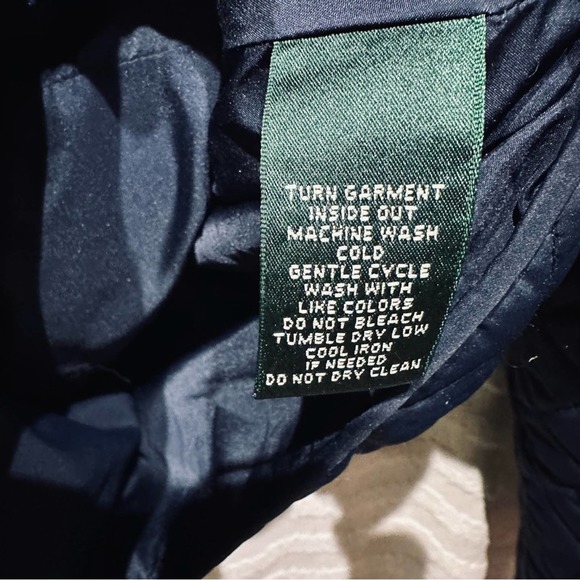 TURN GARMENT
INSIDE OUT
MACHINE WASH
COLD
GENTLE CYCLE
WASH WITH
LIKE COLORS
DO NOT BLEACH
TUMBLE DRY LOW
COOL IRON
IF NEEDED
DO NOT DRY CLEAN